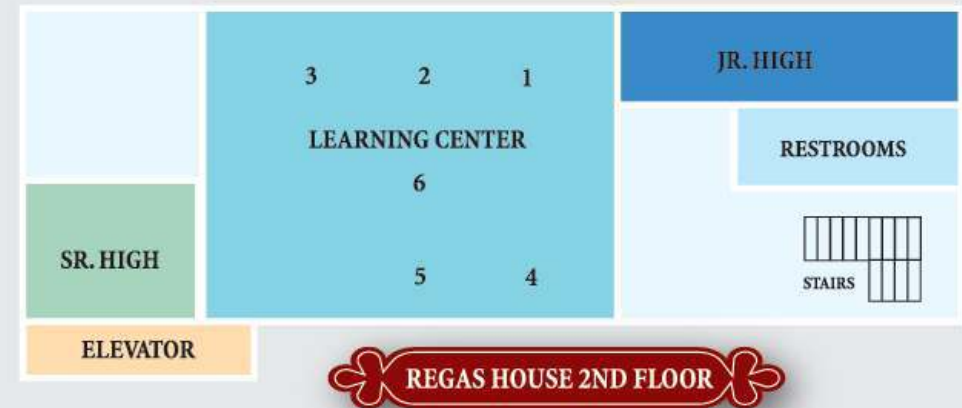 JR. HIGH
3 2 1
LEARNING CENTER
RESTROOMS
6
SR. HIGH
5 4
STAIRS
ELEVATOR
REGAS HOUSE 2ND FLOOR